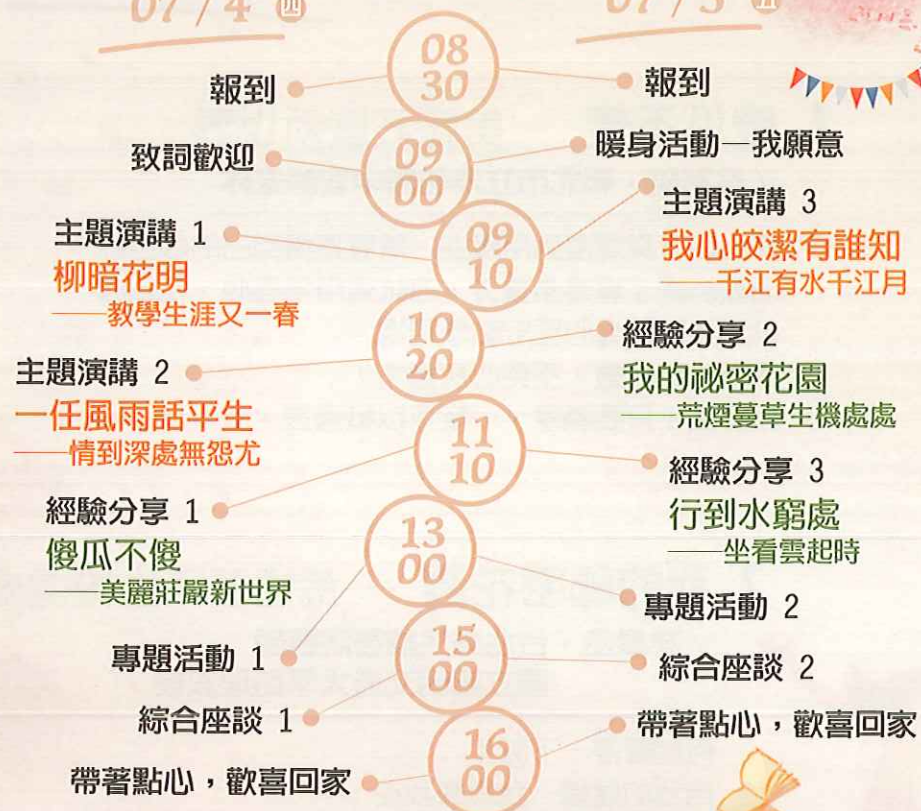 07/4 四
07/5 五
08
30
報到
報到
09
00
致詞歡迎
暖身活動—我願意
09
10
主題演講 1
柳暗花明
——教學生涯又一春
主題演講 3
我心皎潔有誰知
——千江有水千江月
10
20
主題演講 2
一任風雨話平生
——情到深處無怨尤
經驗分享 2
我的祕密花園
——荒煙蔓草生機處處
11
10
經驗分享 1
傻瓜不傻
——美麗莊嚴新世界
經驗分享 3
行到水窮處
——坐看雲起時
13
00
專題活動 1
專題活動 2
15
00
綜合座談 1
綜合座談 2
16
00
帶著點心，歡喜回家
帶著點心，歡喜回家